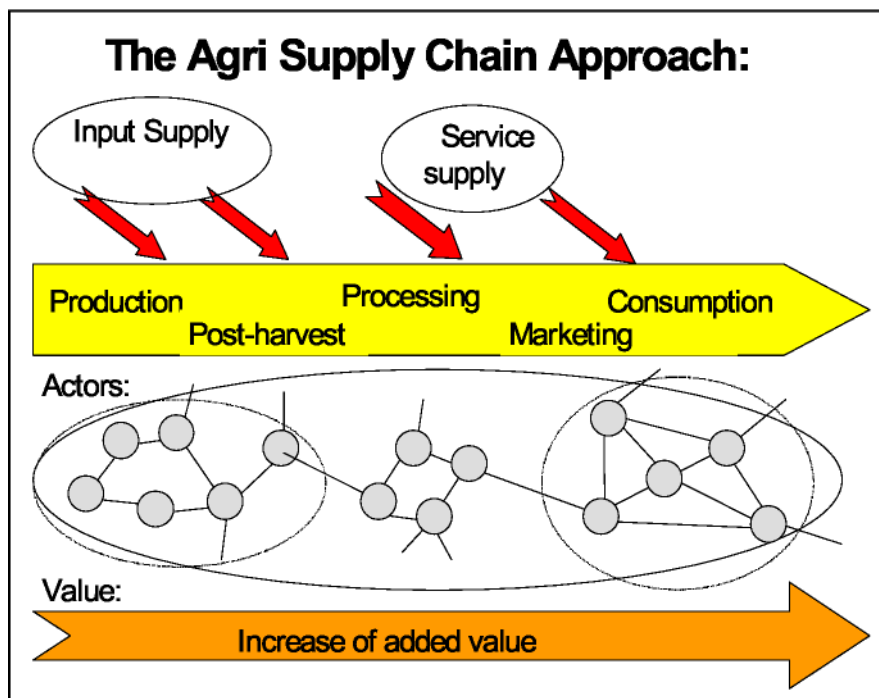 The Agri Supply Chain Approach:
Input Supply
Service
supply
Production
Post-harvest
Processing
Marketing
Consumption
Actors:
Value:
Increase of added value